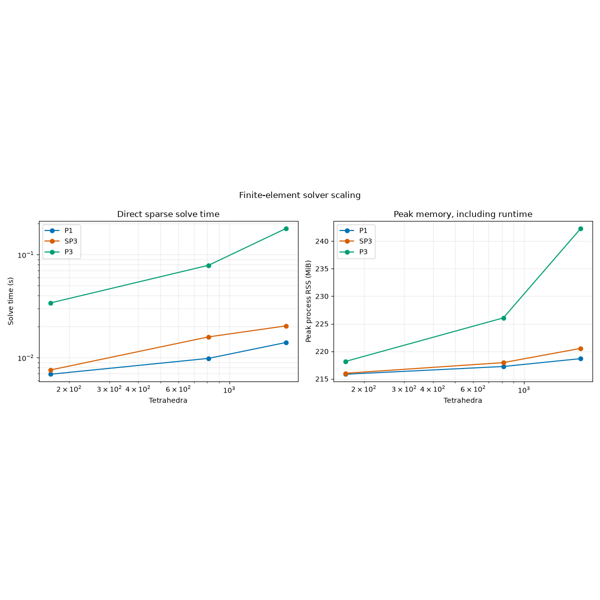 Finite-element solver scaling
Direct sparse solve time
Solve time (s)
10⁻¹
10⁻²
P1
SP3
P3
2 × 10²
3 × 10²
4 × 10²
6 × 10²
10³
Tetrahedra
Peak memory, including runtime
Peak process RSS (MiB)
240
235
230
225
220
215
P1
SP3
P3
2 × 10²
3 × 10²
4 × 10²
6 × 10²
10³
Tetrahedra